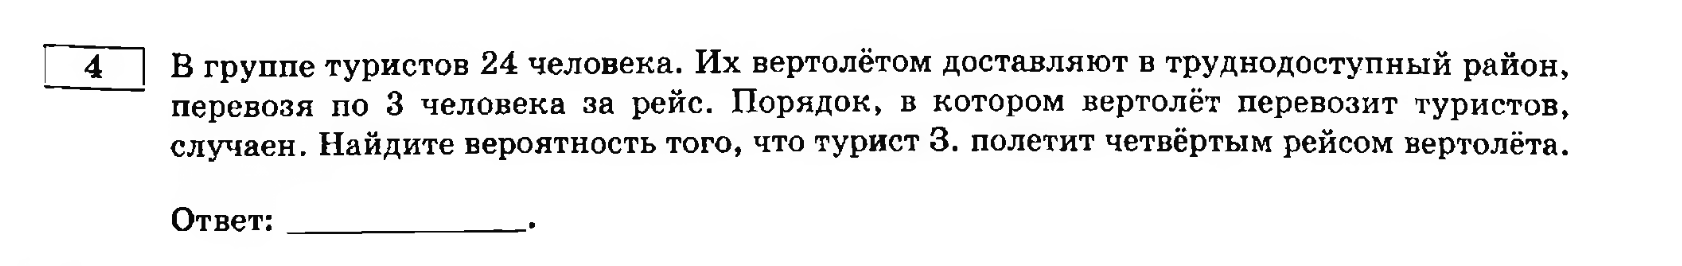 4 В группе туристов 24 человека. Их вертолётом доставляют в труднодоступный район,
перевозя по 3 человека за рейс. Порядок, в котором вертолёт перевозит туристов,
случаен. Найдите вероятность того, что турист З. полетит четвёртым рейсом вертолёта.
Ответ: _______________.